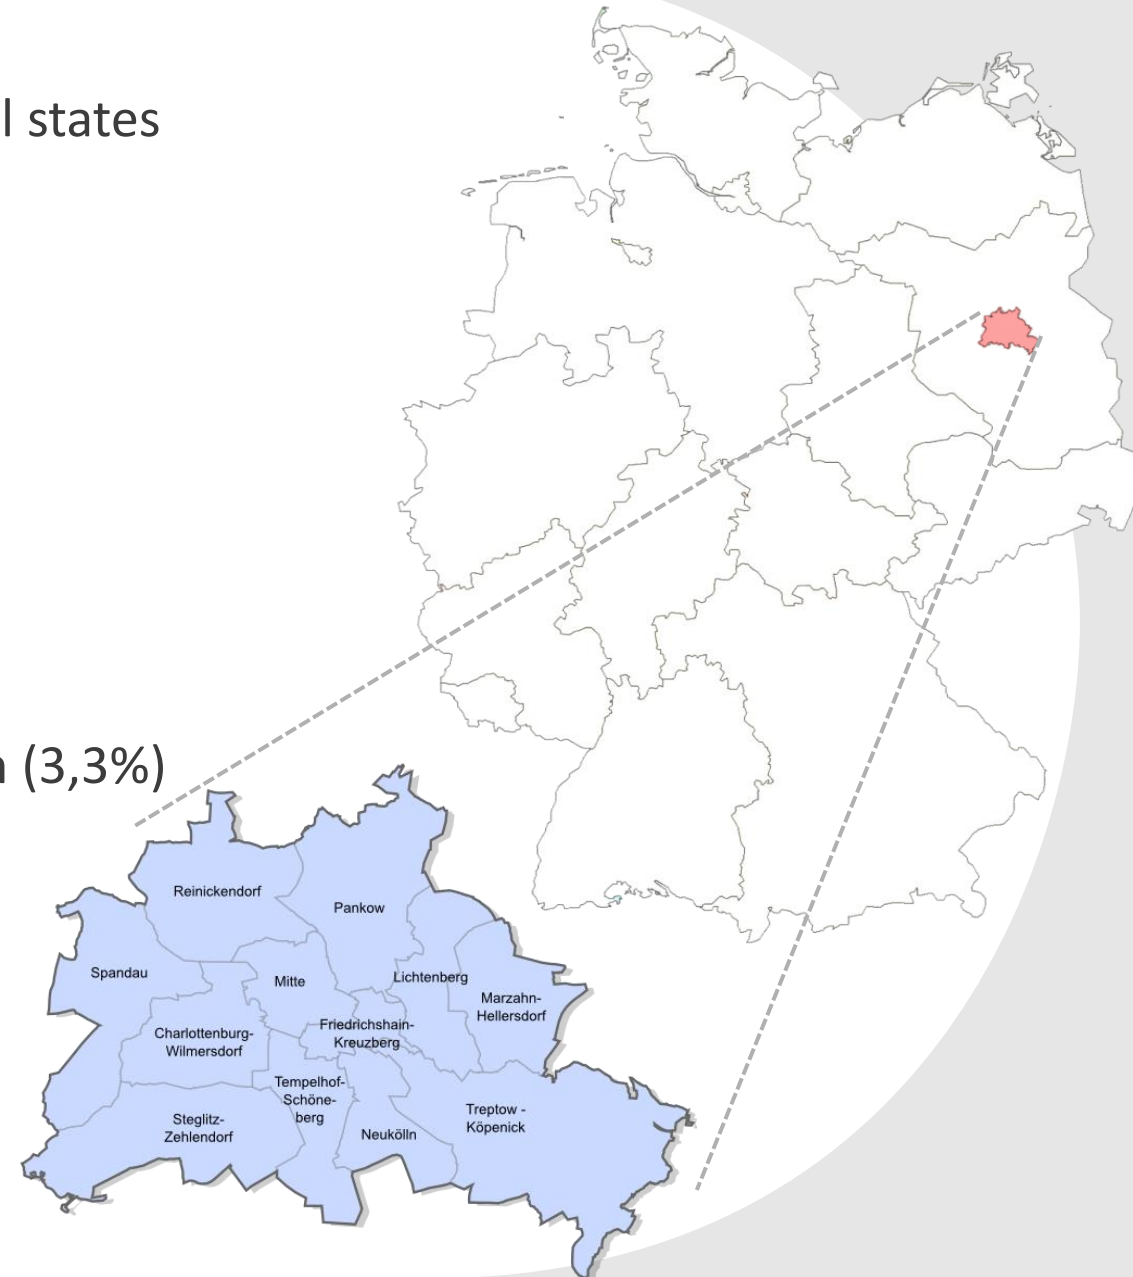 l states
(3,3%)
Reinickendorf
Pankow
Spandau
Mitte
Lichtenberg
Marzahn-
Hellersdorf
Charlottenburg-
Wilmersdorf
Friedrichshain-
Kreuzberg
Tempelhof-
Schöne-
berg
Steglitz-
Zehlendorf
Neukölln
Treptow -
Köpenick